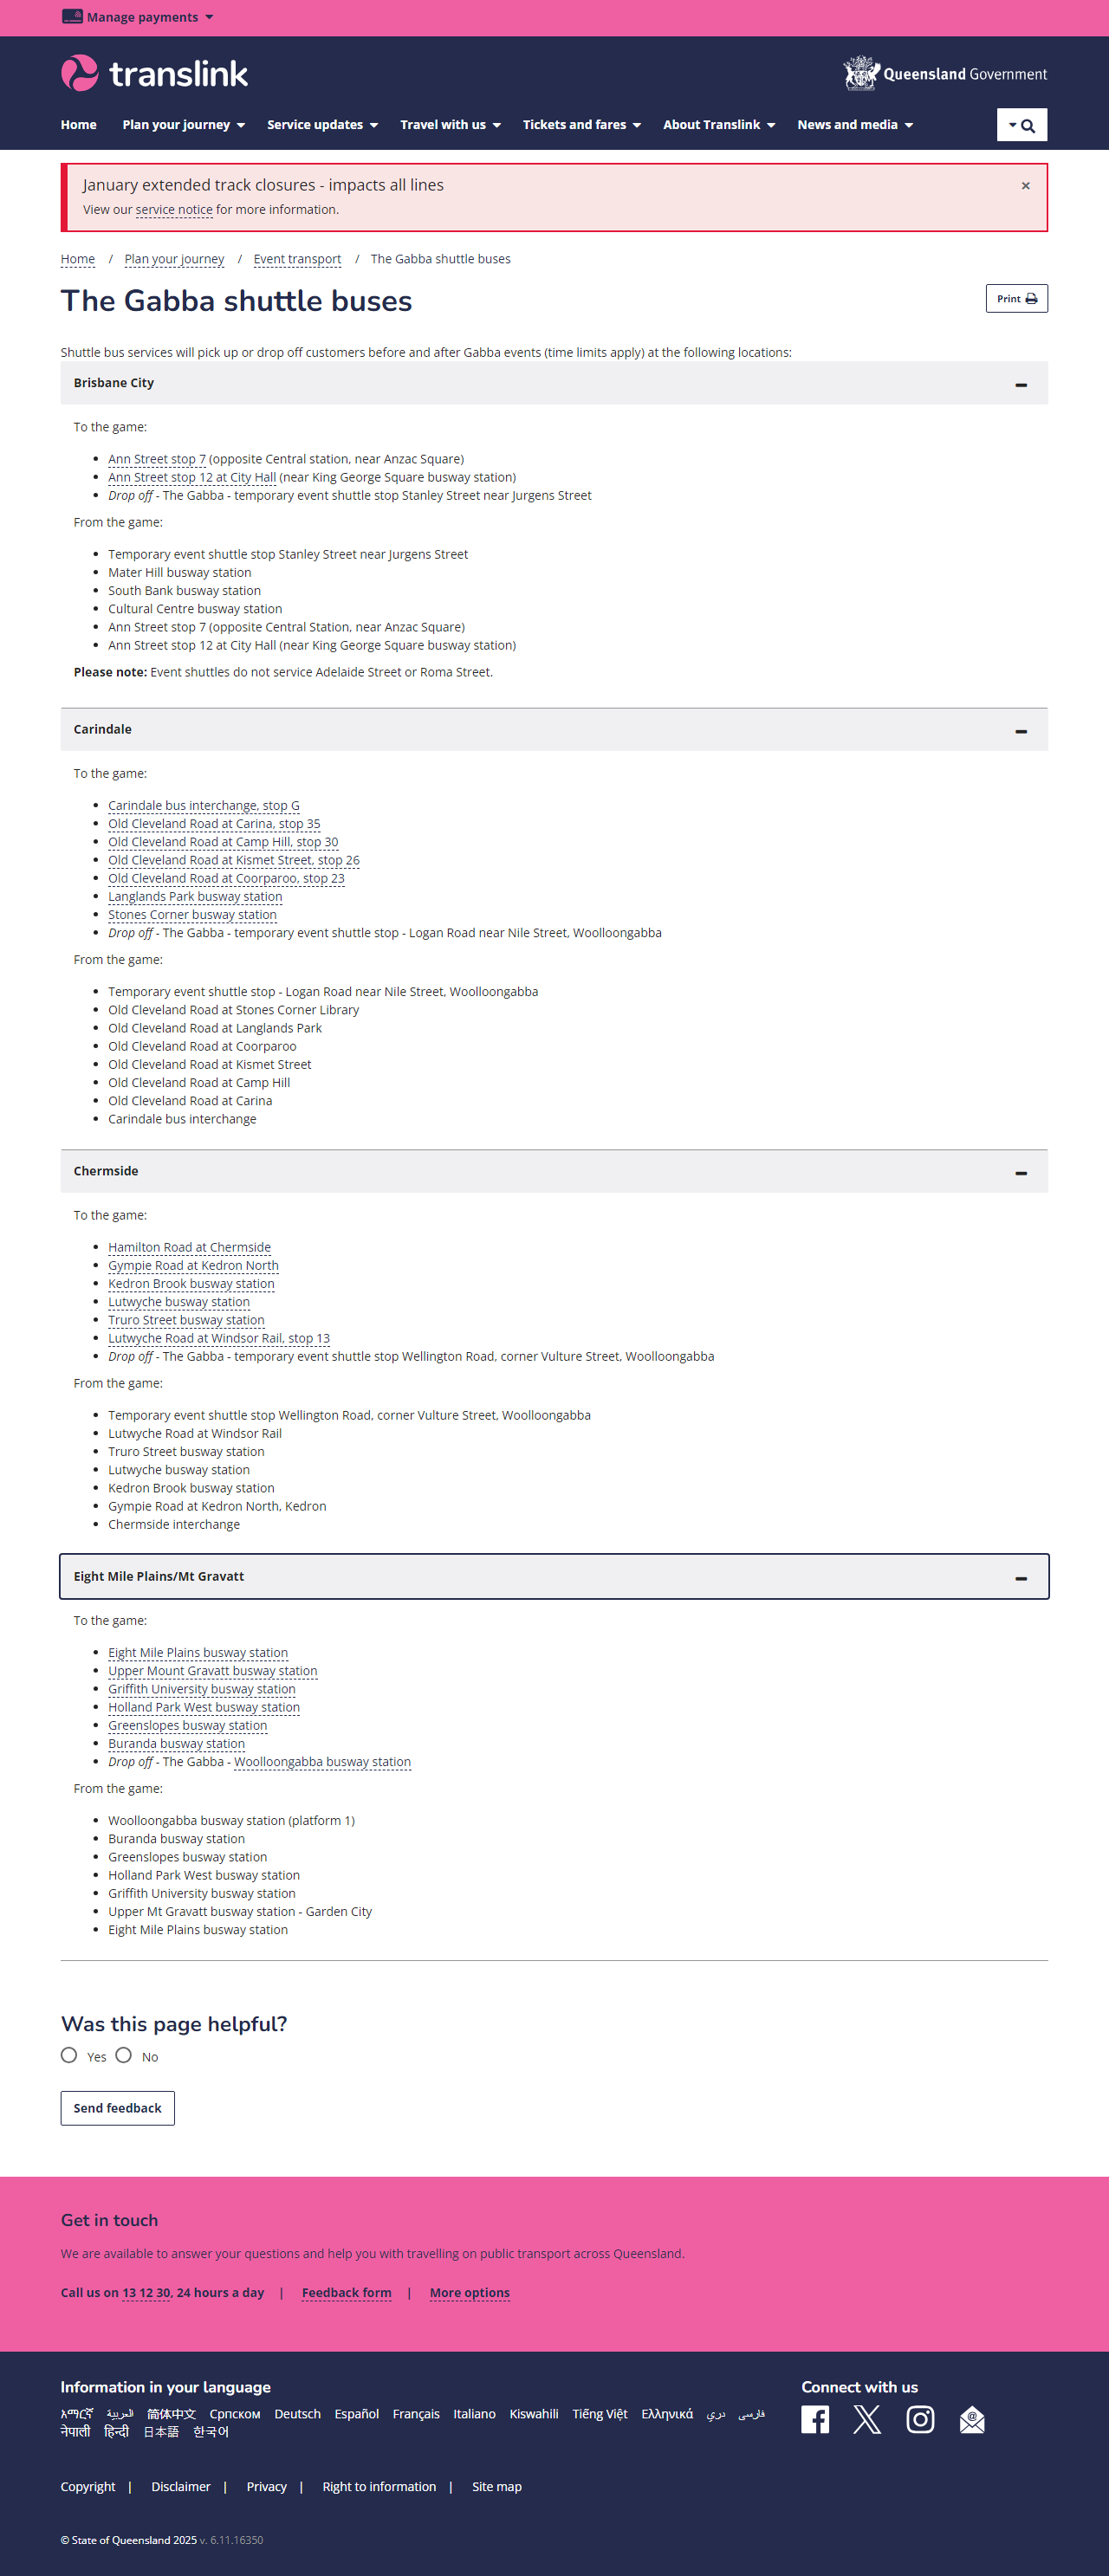 Manage payments
translink
Queensland Government
Home Plan your journey Service updates Travel with us Tickets and fares About Translink News and media
January extended track closures - impacts all lines ×
View our service notice for more information.
Home / Plan your journey / Event transport / The Gabba shuttle buses
The Gabba shuttle buses
Print
Shuttle bus services will pick up or drop off customers before and after Gabba events (time limits apply) at the following locations:
Brisbane City
To the game:
• Ann Street stop 7 (opposite Central station, near Anzac Square)
• Ann Street stop 12 at City Hall (near King George Square busway station)
• Drop off - The Gabba - temporary event shuttle stop Stanley Street near Jurgens Street
From the game:
• Temporary event shuttle stop Stanley Street near Jurgens Street
• Mater Hill busway station
• South Bank busway station
• Cultural Centre busway station
• Ann Street stop 7 (opposite Central Station, near Anzac Square)
• Ann Street stop 12 at City Hall (near King George Square busway station)
Please note: Event shuttles do not service Adelaide Street or Roma Street.
Carindale
To the game:
• Carindale bus interchange, stop G
• Old Cleveland Road at Carina, stop 35
• Old Cleveland Road at Camp Hill, stop 30
• Old Cleveland Road at Kismet Street, stop 26
• Old Cleveland Road at Coorparoo, stop 23
• Langlands Park busway station
• Stones Corner busway station
• Drop off - The Gabba - temporary event shuttle stop - Logan Road near Nile Street, Woolloongabba
From the game:
• Temporary event shuttle stop - Logan Road near Nile Street, Woolloongabba
• Old Cleveland Road at Stones Corner Library
• Old Cleveland Road at Langlands Park
• Old Cleveland Road at Coorparoo
• Old Cleveland Road at Kismet Street
• Old Cleveland Road at Camp Hill
• Old Cleveland Road at Carina
• Carindale bus interchange
Chermside
To the game:
• Hamilton Road at Chermside
• Gympie Road at Kedron North
• Kedron Brook busway station
• Lutwyche busway station
• Truro Street busway station
• Lutwyche Road at Windsor Rail, stop 13
• Drop off - The Gabba - temporary event shuttle stop Wellington Road, corner Vulture Street, Woolloongabba
From the game:
• Temporary event shuttle stop Wellington Road, corner Vulture Street, Woolloongabba
• Lutwyche Road at Windsor Rail
• Truro Street busway station
• Lutwyche busway station
• Kedron Brook busway station
• Gympie Road at Kedron North, Kedron
• Chermside interchange
Eight Mile Plains/Mt Gravatt
To the game:
• Eight Mile Plains busway station
• Upper Mount Gravatt busway station
• Griffith University busway station
• Holland Park West busway station
• Greenslopes busway station
• Buranda busway station
• Drop off - The Gabba - Woolloongabba busway station
From the game:
• Woolloongabba busway station (platform 1)
• Buranda busway station
• Greenslopes busway station
• Holland Park West busway station
• Griffith University busway station
• Upper Mt Gravatt busway station - Garden City
• Eight Mile Plains busway station
Was this page helpful?
Yes No
Send feedback
Get in touch
We are available to answer your questions and help you with travelling on public transport across Queensland.
Call us on 13 12 30, 24 hours a day | Feedback form | More options
Information in your language
አማርኛ العربية 简体中文 Српском Deutsch Español Français Italiano Kiswahili Tiếng Việt Ελληνικά دري فارسی
नेपाली हिन्दी 日本語 한국어
Connect with us
Copyright | Disclaimer | Privacy | Right to information | Site map
© State of Queensland 2025 v. 6.11.16350